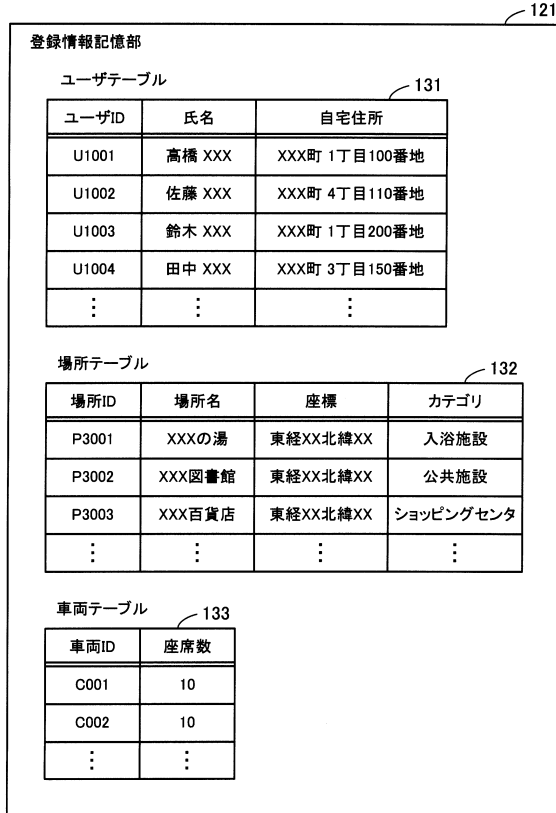 121
登録情報記憶部
ユーザテーブル
131
ユーザID 氏名 自宅住所
U1001 高橋 XXX XXX町 1丁目100番地
U1002 佐藤 XXX XXX町 4丁目110番地
U1003 鈴木 XXX XXX町 1丁目200番地
U1004 田中 XXX XXX町 3丁目150番地
⋮ ⋮ ⋮
場所テーブル
132
場所ID 場所名 座標 カテゴリ
P3001 XXXの湯 東経XX北緯XX 入浴施設
P3002 XXX図書館 東経XX北緯XX 公共施設
P3003 XXX百貨店 東経XX北緯XX ショッピングセンタ
⋮ ⋮ ⋮ ⋮
車両テーブル
133
車両ID 座席数
C001 10
C002 10
⋮ ⋮